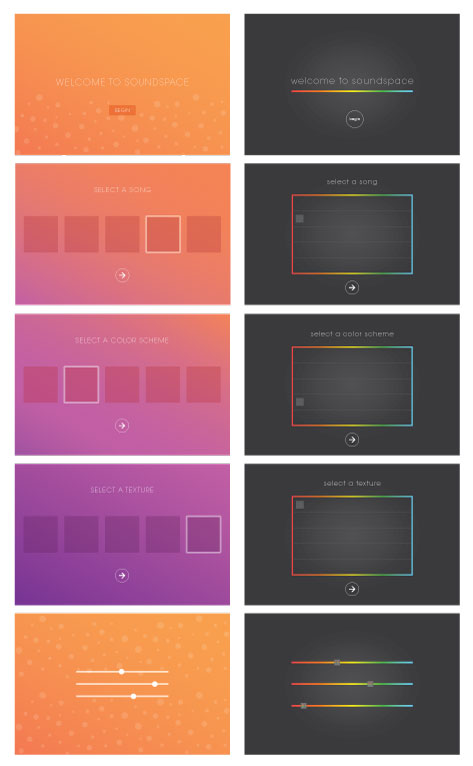 WELCOME TO SOUNDSPACE
BEGIN
welcome to soundspace
begin
SELECT A SONG
select a song
SELECT A COLOR SCHEME
select a color scheme
SELECT A TEXTURE
select a texture